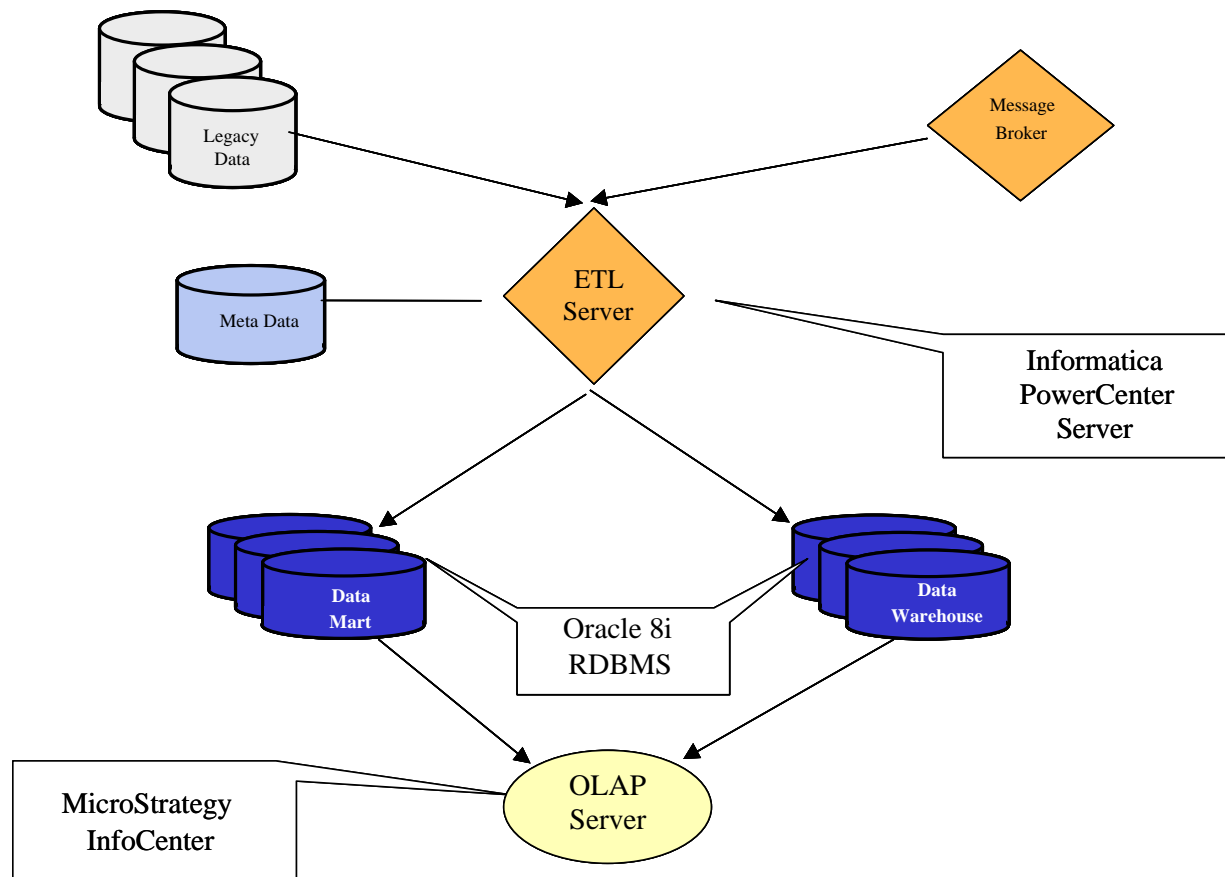 Legacy
Data
Message
Broker
ETL
Server
Meta Data
Informatica
PowerCenter
Server
Data
Mart
Oracle 8i
RDBMS
Data
Warehouse
OLAP
Server
MicroStrategy
InfoCenter